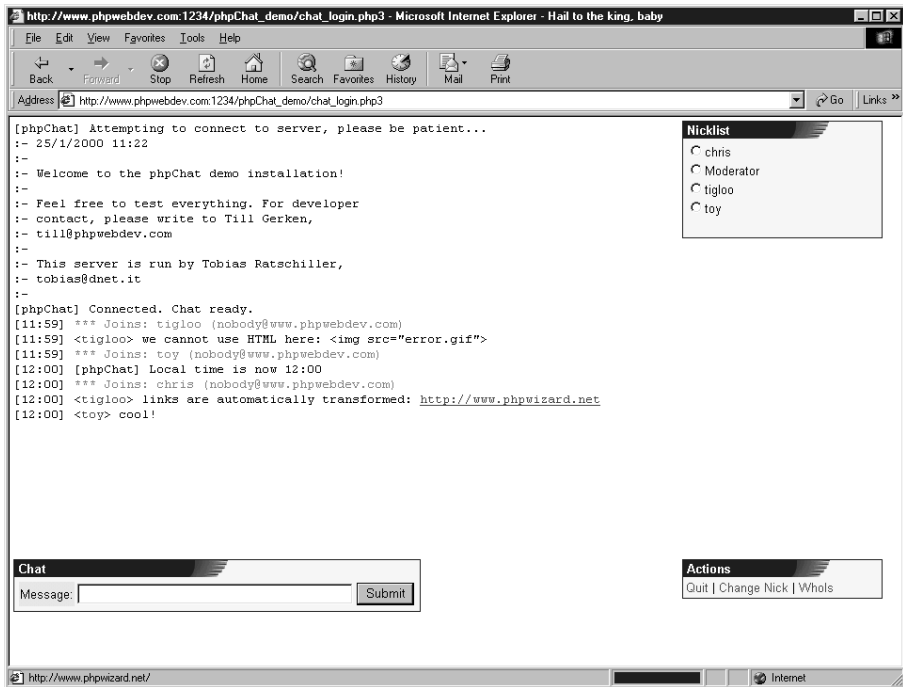 http://www.phpwebdev.com:1234/phpChat_demo/chat_login.php3 - Microsoft Internet Explorer - Hail to the king, baby
File Edit View Favorites Tools Help
Back Forward Stop Refresh Home Search Favorites History Mail Print
Address http://www.phpwebdev.com:1234/phpChat_demo/chat_login.php3 Go Links »
[phpChat] Attempting to connect to server, please be patient...
:- 25/1/2000 11:22
:-
:- Welcome to the phpChat demo installation!
:-
:- Feel free to test everything. For developer
:- contact, please write to Till Gerken,
:- till@phpwebdev.com
:-
:- This server is run by Tobias Ratschiller,
:- tobias@dnet.it
:-
[phpChat] Connected. Chat ready.
[11:59] *** Joins: tigloo (nobody@www.phpwebdev.com)
[11:59] <tigloo> we cannot use HTML here: <img src="error.gif">
[11:59] *** Joins: toy (nobody@www.phpwebdev.com)
[12:00] [phpChat] Local time is now 12:00
[12:00] *** Joins: chris (nobody@www.phpwebdev.com)
[12:00] <tigloo> links are automatically transformed: http://www.phpwizard.net
[12:00] <toy> cool!
Nicklist
chris
Moderator
tigloo
toy
Chat
Message: Submit
Actions
Quit | Change Nick | WhoIs
http://www.phpwizard.net/ Internet